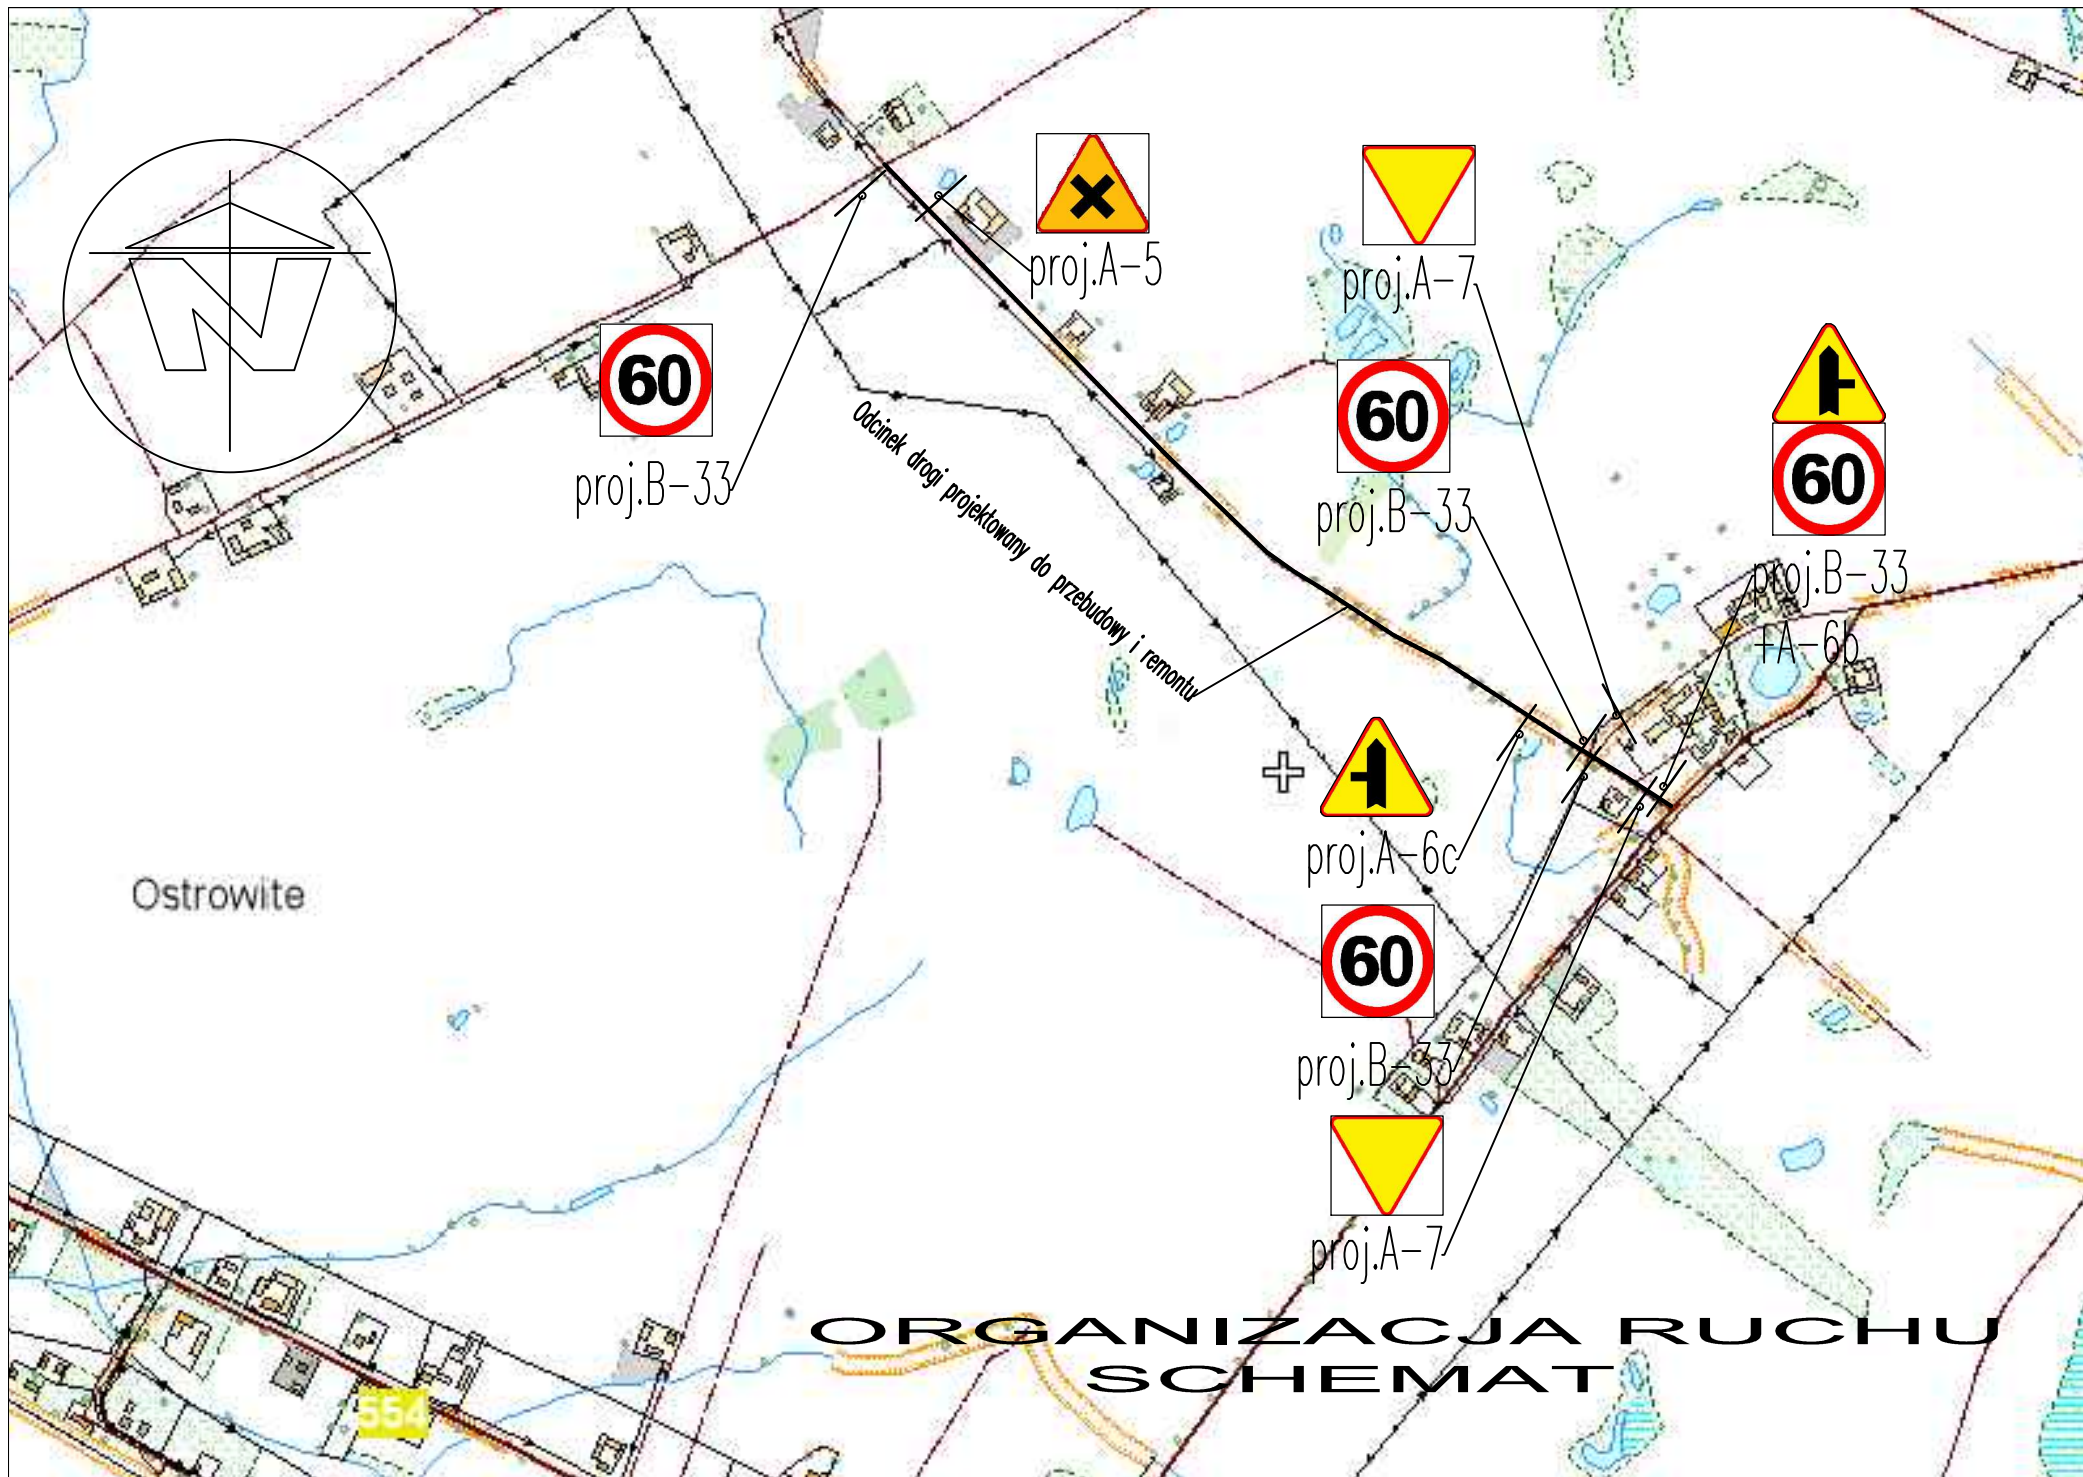 proj.A-5
proj.A-7
60
proj.B-33
60
proj.B-33
60
proj.B-33
+A-6b
Odcinek drogi projektowany do przebudowy i remontu
proj.A-6c
Ostrowite
60
proj.B-33
proj.A-7
ORGANIZACJA RUCHU
SCHEMAT
554
N